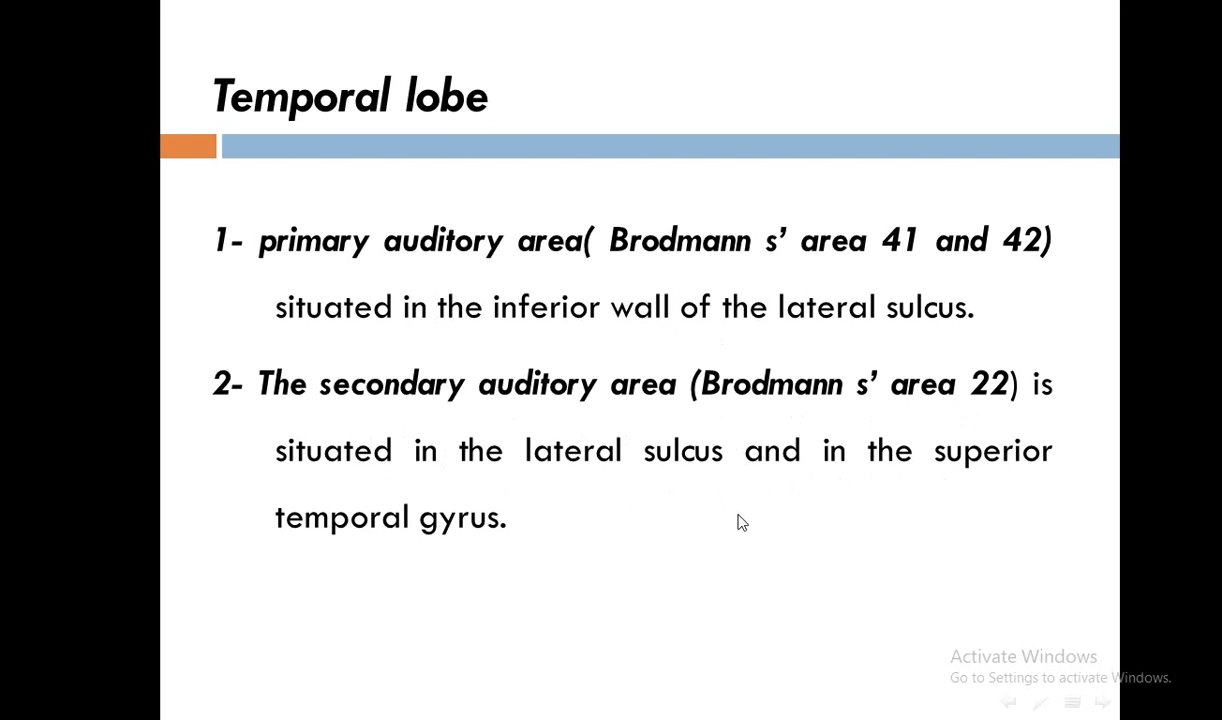 Temporal lobe
1- primary auditory area( Brodmann s’ area 41 and 42)
situated in the inferior wall of the lateral sulcus.
2- The secondary auditory area (Brodmann s’ area 22) is
situated in the lateral sulcus and in the superior
temporal gyrus.
Activate Windows
Go to Settings to activate Windows.